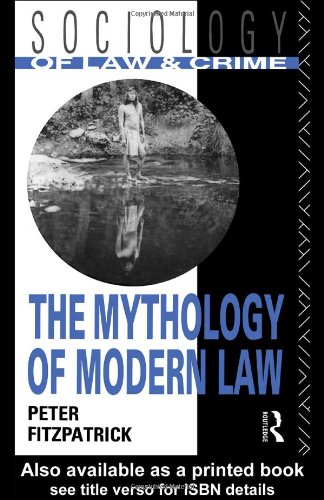 SOCIOLOGY
OF LAW & CRIME
THE MYTHOLOGY
OF MODERN LAW
PETER
FITZPATRICK
ROUTLEDGE
Also available as a printed book
see title verso for ISBN details